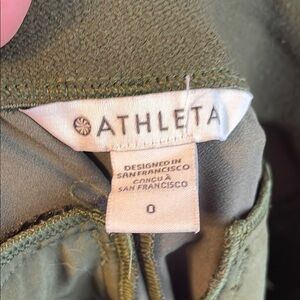 ATHLETA
DESIGNED IN
SAN FRANCISCO
CONÇU À
SAN FRANCISCO
0